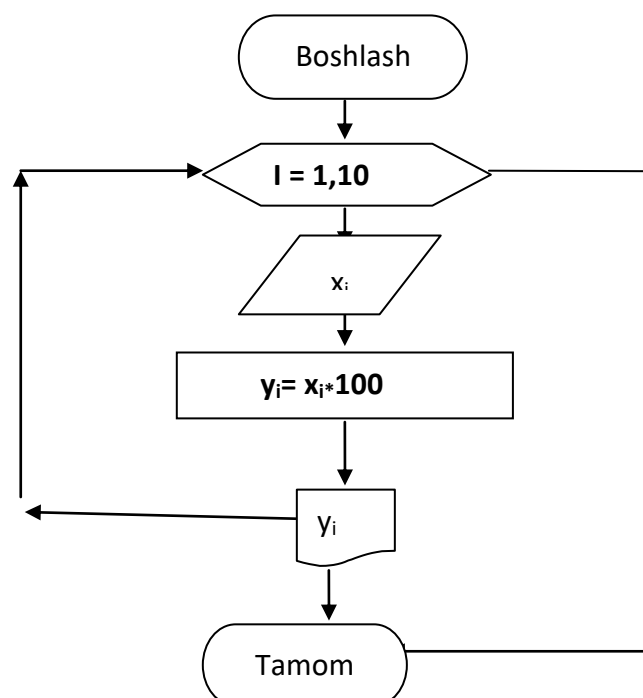 Boshlash
I = 1,10
xᵢ
yᵢ= xᵢ*100
yᵢ
Tamom